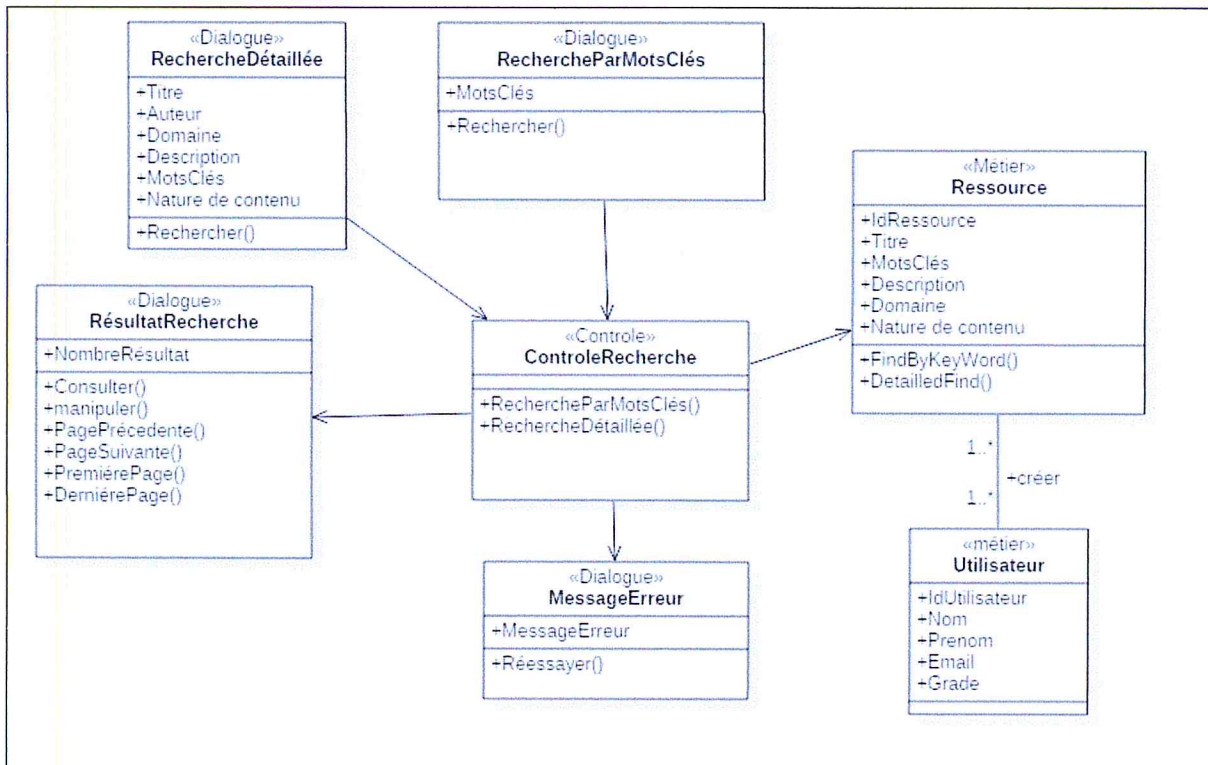 «Dialogue»
RechercheDétaillée
+Titre
+Auteur
+Domaine
+Description
+MotsClés
+Nature de contenu
+Rechercher()
«Dialogue»
RechercheParMotsClés
+MotsClés
+Rechercher()
«Métier»
Ressource
+IdRessource
+Titre
+MotsClés
+Description
+Domaine
+Nature de contenu
+FindByKeyWord()
+DetailledFind()
«Dialogue»
RésultatRecherche
+NombreRésultat
+Consulter()
+manipuler()
+PagePrécedente()
+PageSuivante()
+PremiérePage()
+DerniérePage()
«Controle»
ControleRecherche
+RechercheParMotsClés()
+RechercheDétaillée()
1..*
+créer
1..*
«Dialogue»
MessageErreur
+MessageErreur
+Réessayer()
«métier»
Utilisateur
+IdUtilisateur
+Nom
+Prenom
+Email
+Grade